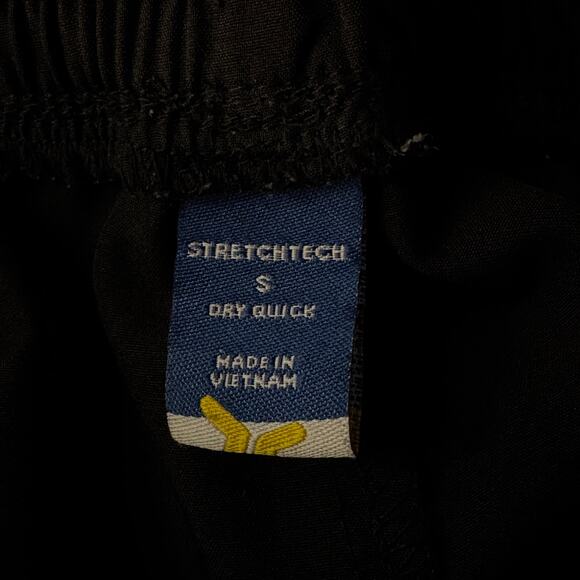 STRETCHTECH
S
DRY QUICK
MADE IN
VIETNAM